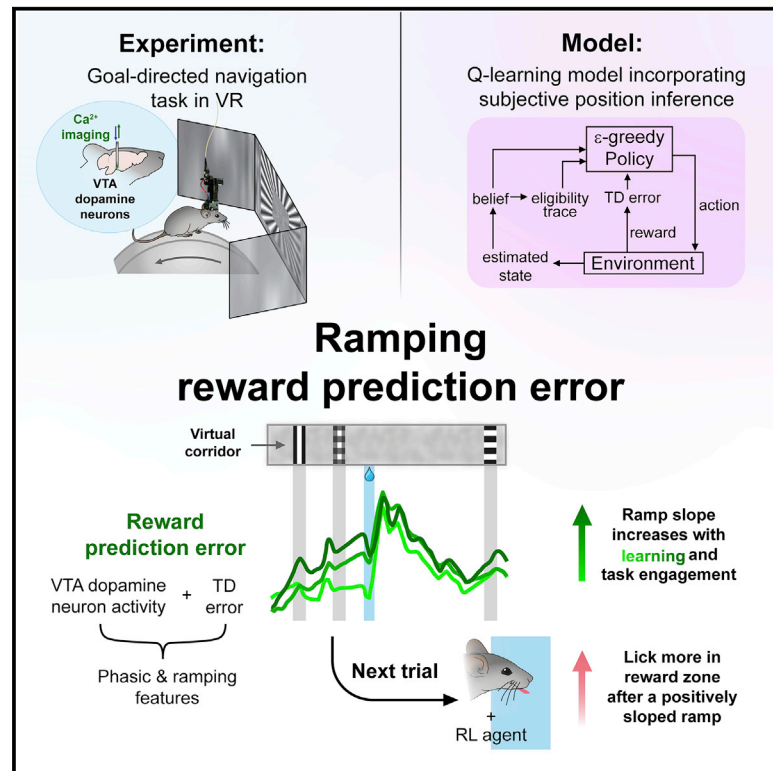 Experiment:
Goal-directed navigation
task in VR
Ca²⁺
imaging
VTA
dopamine
neurons
Model:
Q-learning model incorporating
subjective position inference
ε-greedy
Policy
belief
eligibility
trace
TD error
action
reward
estimated
state
Environment
Ramping
reward prediction error
Virtual
corridor
Reward
prediction error
VTA dopamine
neuron activity
+
TD
error
Phasic & ramping
features
Ramp slope
increases with
learning and
task engagement
Next trial
+
RL agent
Lick more in
reward zone
after a positively
sloped ramp